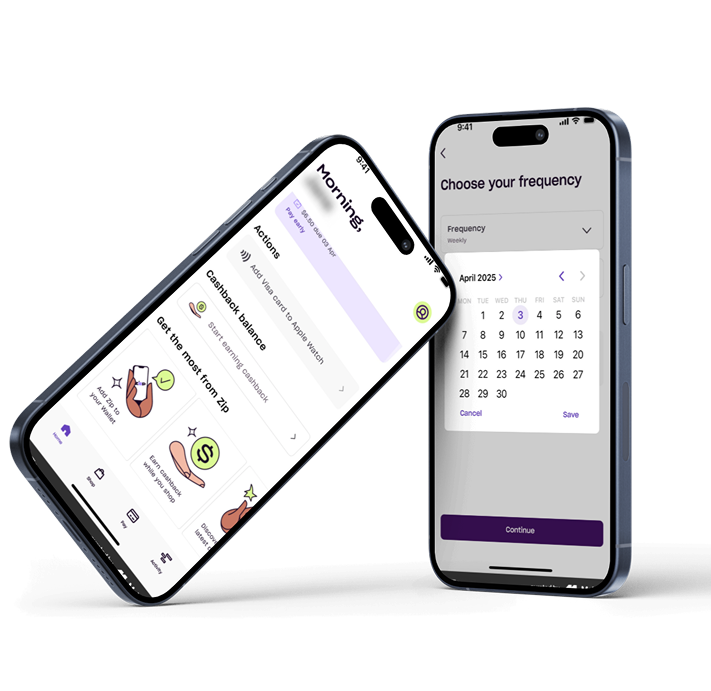 9:41
Morning,
$6.50 due 03 Apr
Pay early
Actions
Add Visa card to Apple Watch
Cashback balance
Start earning cashback
Get the most from Zip
Add Zip to
your Wallet
Earn cashback
while you shop
Discov
latest
Home
Shop
Pay
Activity
9:41
Choose your frequency
Frequency
Weekly
April 2025
MON TUE WED THU FRI SAT SUN
1 2 3 4 5 6
7 8 9 10 11 12 13
14 15 16 17 18 19 20
21 22 23 24 25 26 27
28 29 30
Cancel Save
Continue